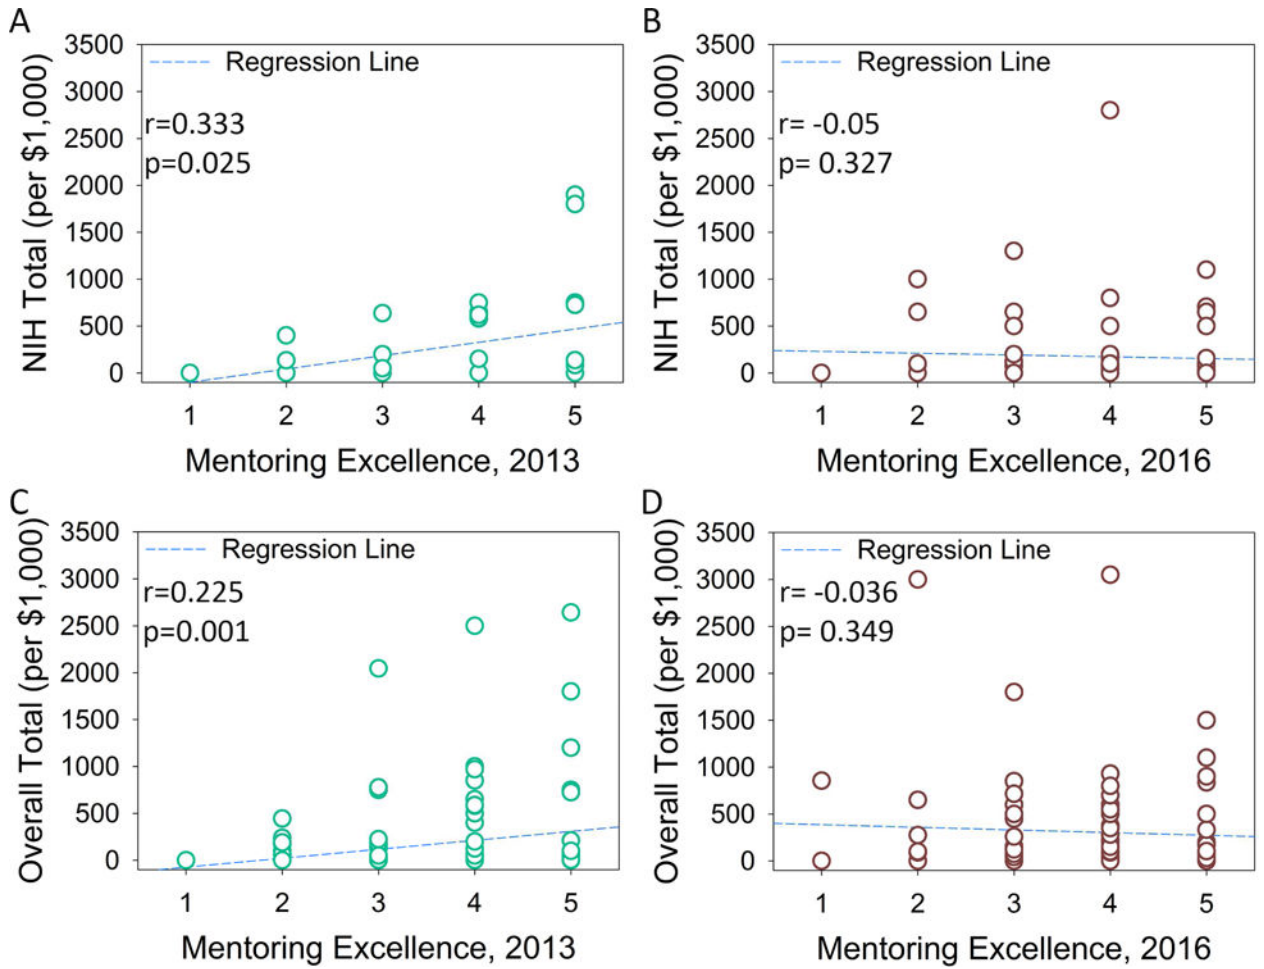 A
NIH Total (per $1,000)
3500
3000
2500
2000
1500
1000
500
0
Regression Line
r=0.333
p=0.025
1 2 3 4 5
Mentoring Excellence, 2013
B
NIH Total (per $1,000)
3500
3000
2500
2000
1500
1000
500
0
Regression Line
r= -0.05
p= 0.327
1 2 3 4 5
Mentoring Excellence, 2016
C
Overall Total (per $1,000)
3500
3000
2500
2000
1500
1000
500
0
Regression Line
r=0.225
p=0.001
1 2 3 4 5
Mentoring Excellence, 2013
D
Overall Total (per $1,000)
3500
3000
2500
2000
1500
1000
500
0
Regression Line
r= -0.036
p= 0.349
1 2 3 4 5
Mentoring Excellence, 2016